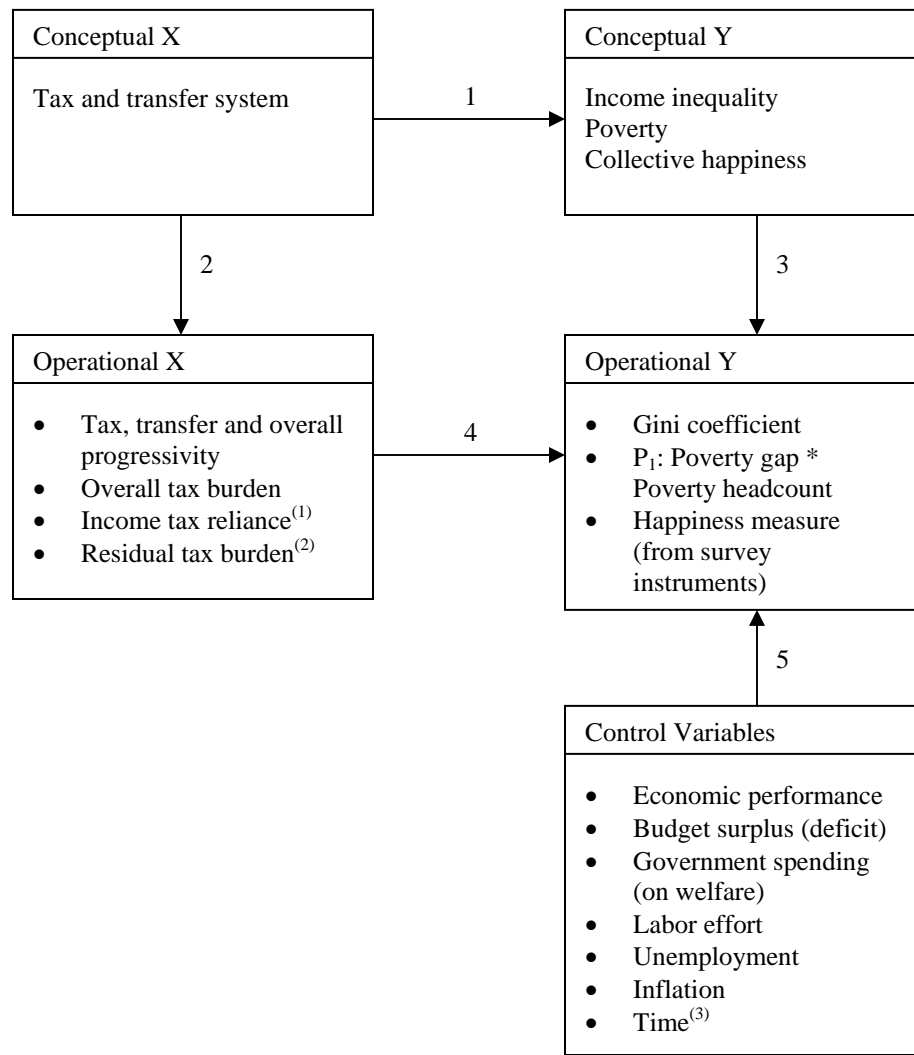 Conceptual X
Tax and transfer system
1
Conceptual Y
Income inequality
Poverty
Collective happiness
2
3
Operational X
• Tax, transfer and overall
progressivity
• Overall tax burden
• Income tax reliance(1)
• Residual tax burden(2)
4
Operational Y
• Gini coefficient
• P1: Poverty gap *
Poverty headcount
• Happiness measure
(from survey
instruments)
5
Control Variables
• Economic performance
• Budget surplus (deficit)
• Government spending
(on welfare)
• Labor effort
• Unemployment
• Inflation
• Time(3)